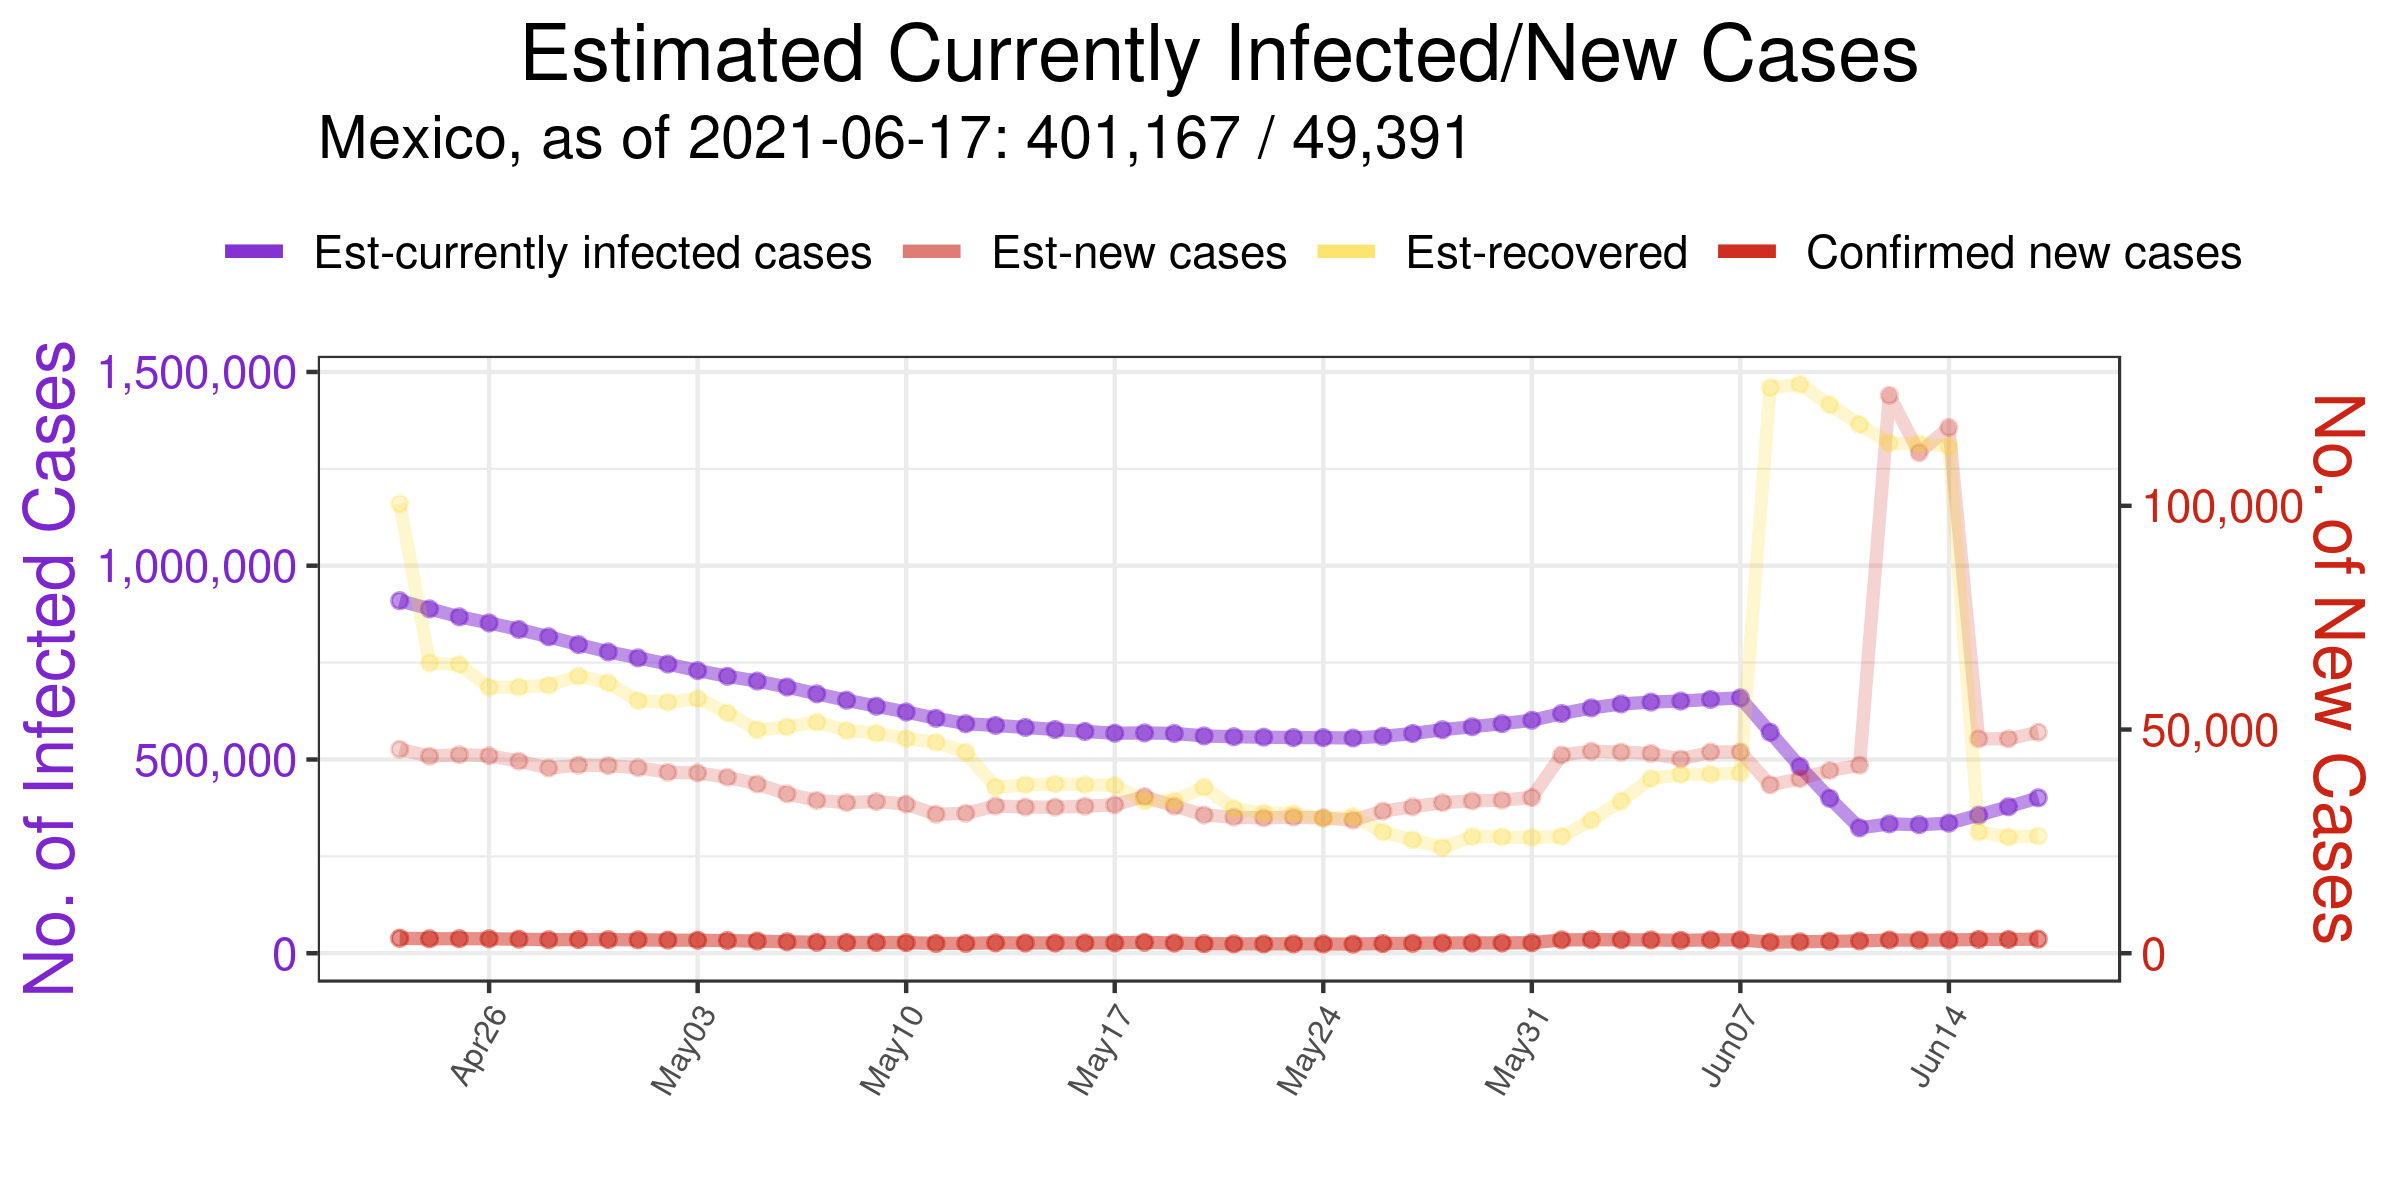 Estimated Currently Infected/New Cases
Mexico, as of 2021-06-17: 401,167 / 49,391
Est-currently infected cases Est-new cases Est-recovered Confirmed new cases
No. of Infected Cases
1,500,000
1,000,000
500,000
0
100,000
50,000
0
No. of New Cases
Apr26 May03 May10 May17 May24 May31 Jun07 Jun14